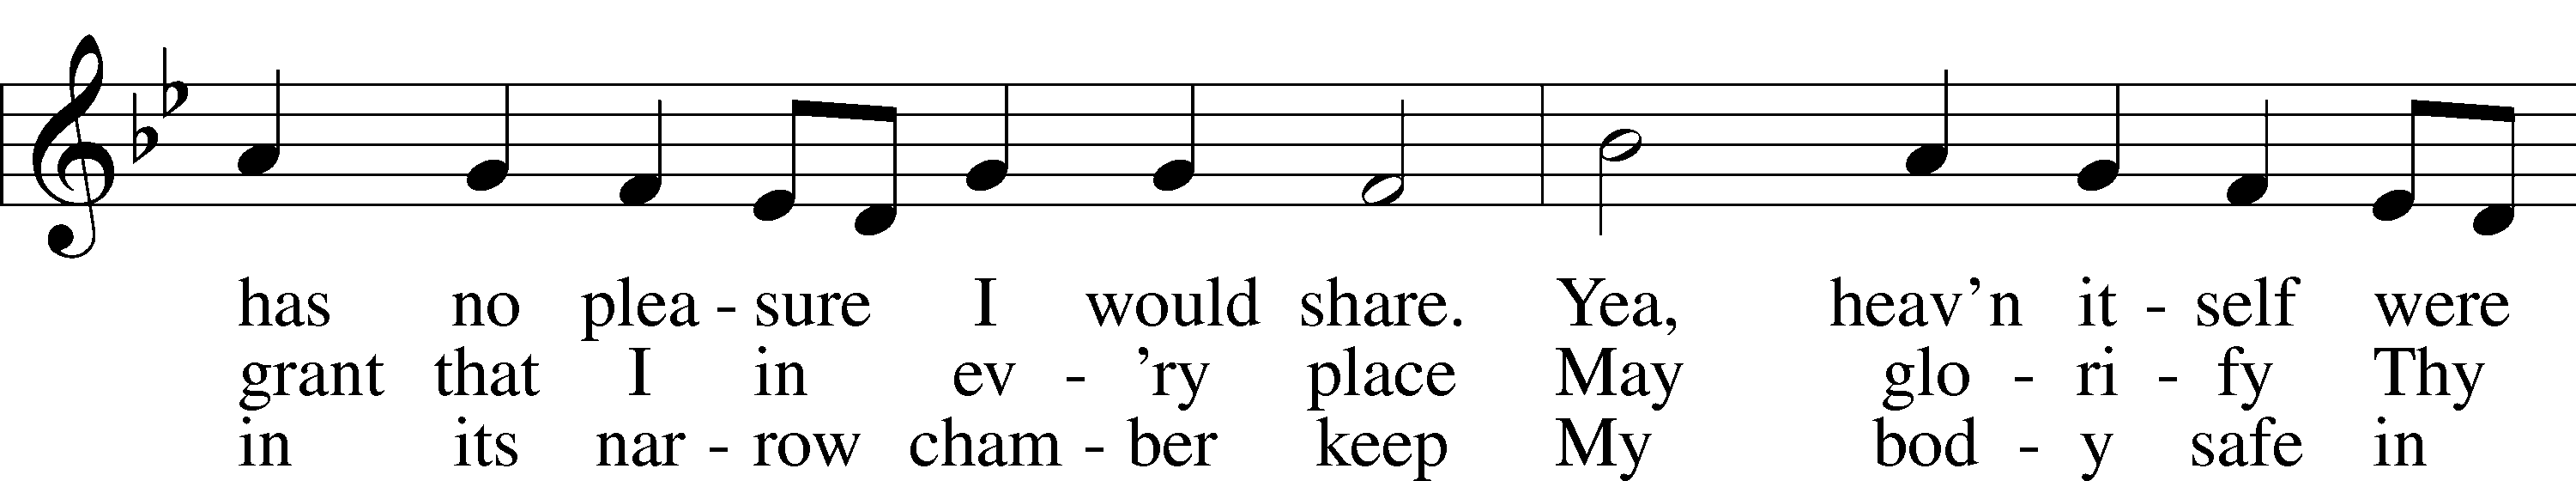 has no plea - sure I would share. Yea, heav'n it - self were
grant that I in ev - 'ry place May glo - ri - fy Thy
in its nar - row cham - ber keep My bod - y safe in